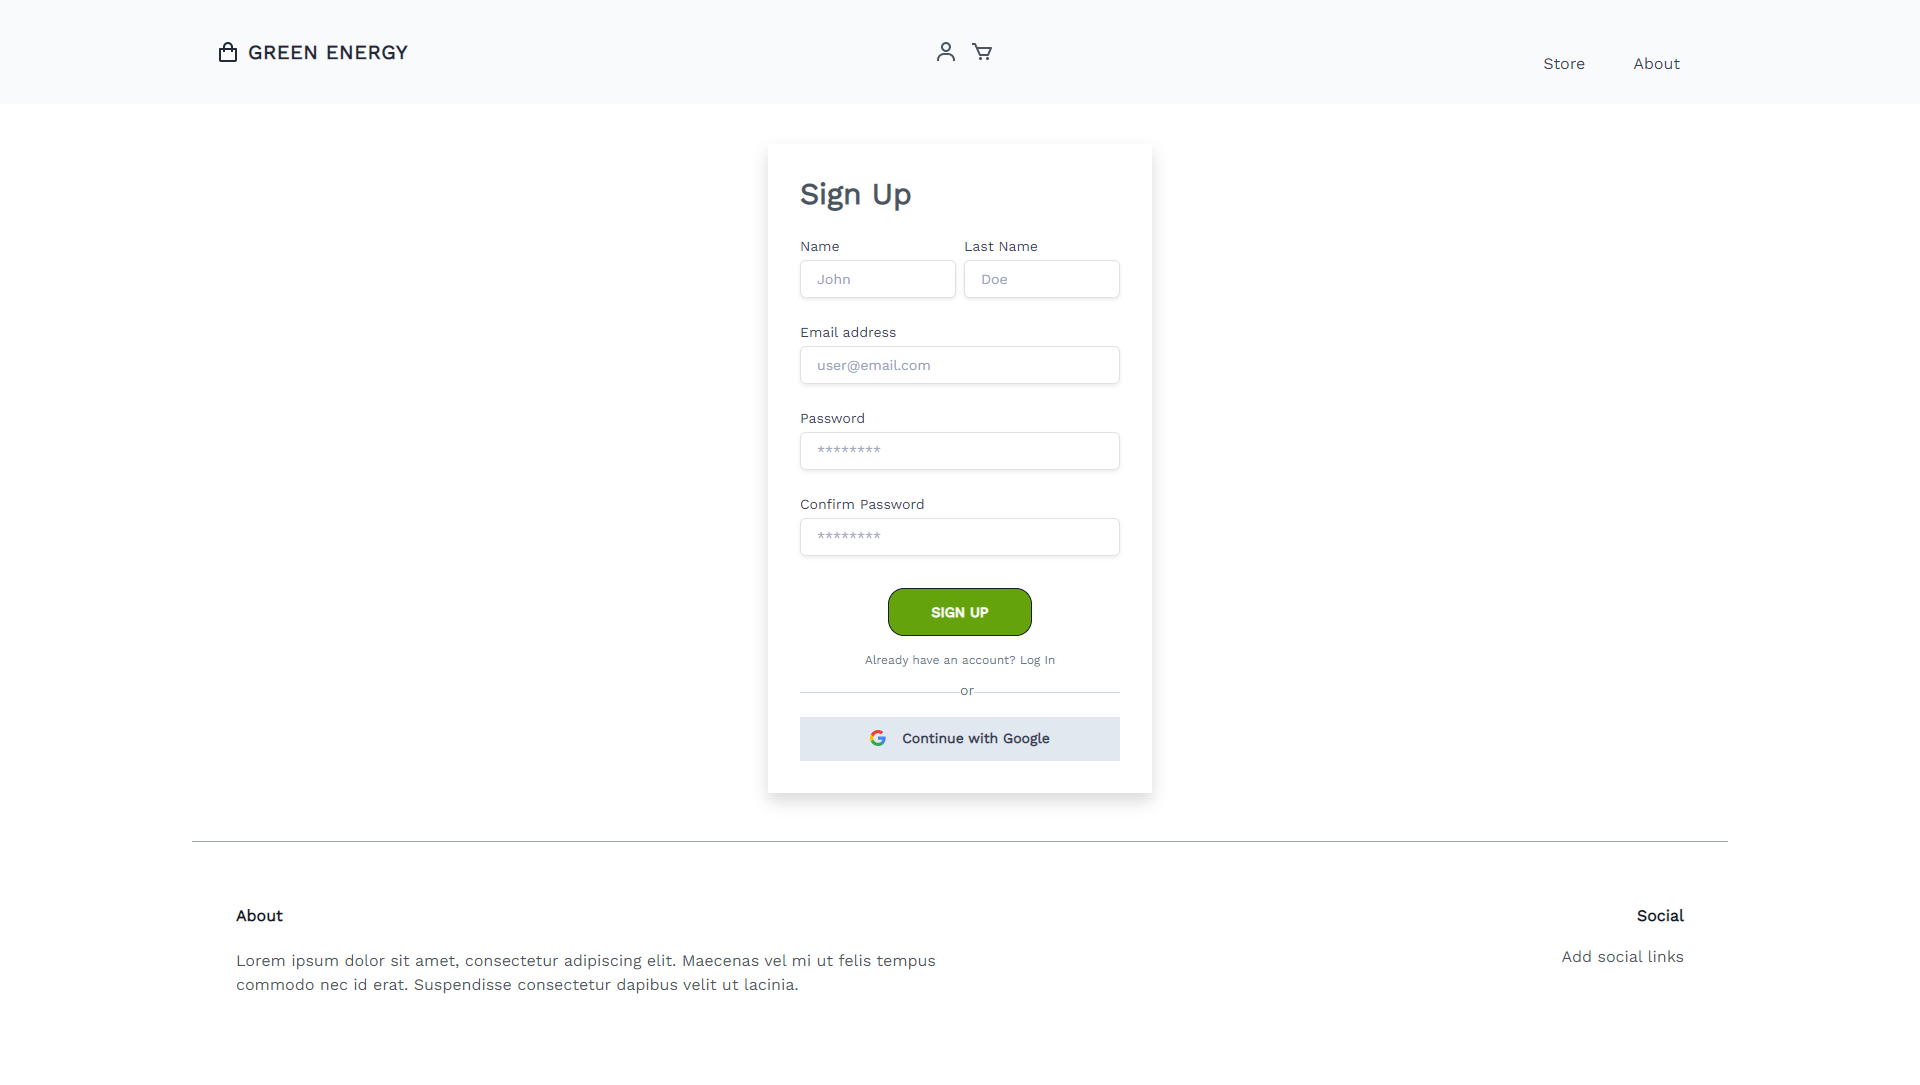 GREEN ENERGY
Store
About
Sign Up
Name
Last Name
John
Doe
Email address
user@email.com
Password
********
Confirm Password
********
SIGN UP
Already have an account? Log In
or
Continue with Google
About
Lorem ipsum dolor sit amet, consectetur adipiscing elit. Maecenas vel mi ut felis tempus
commodo nec id erat. Suspendisse consectetur dapibus velit ut lacinia.
Social
Add social links